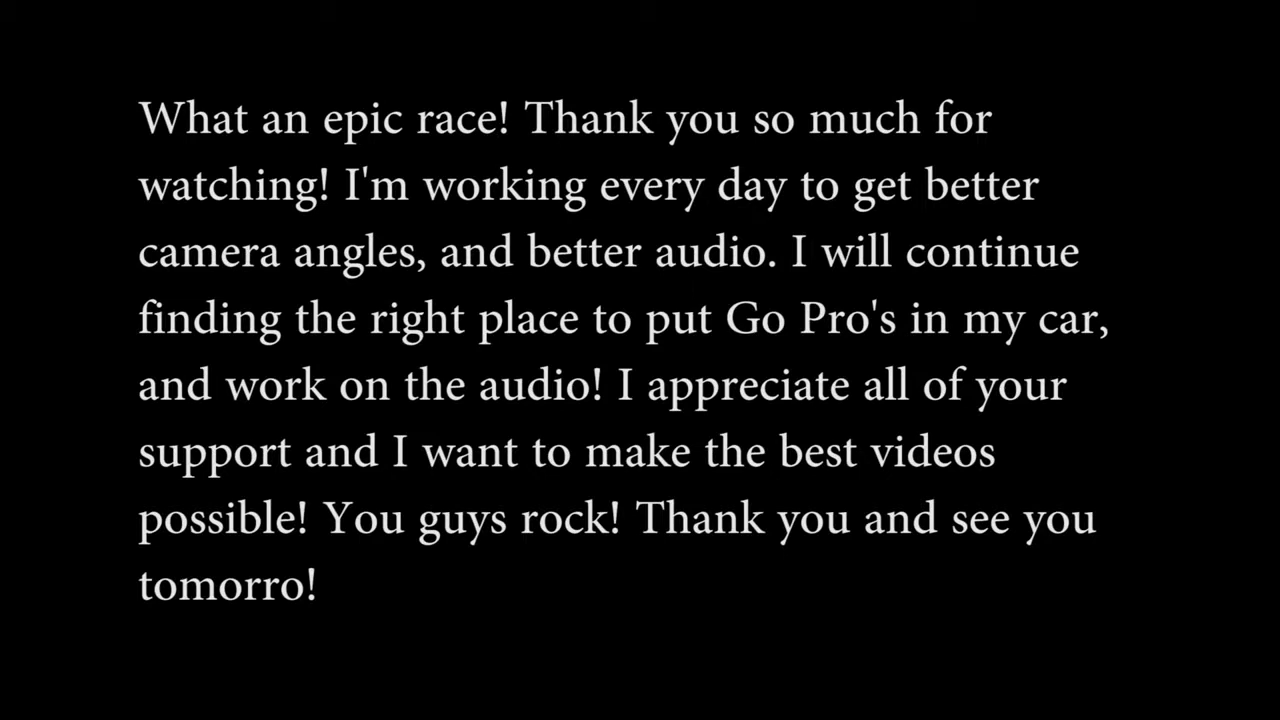 What an epic race! Thank you so much for
watching! I'm working every day to get better
camera angles, and better audio. I will continue
finding the right place to put Go Pro's in my car,
and work on the audio! I appreciate all of your
support and I want to make the best videos
possible! You guys rock! Thank you and see you
tomorro!